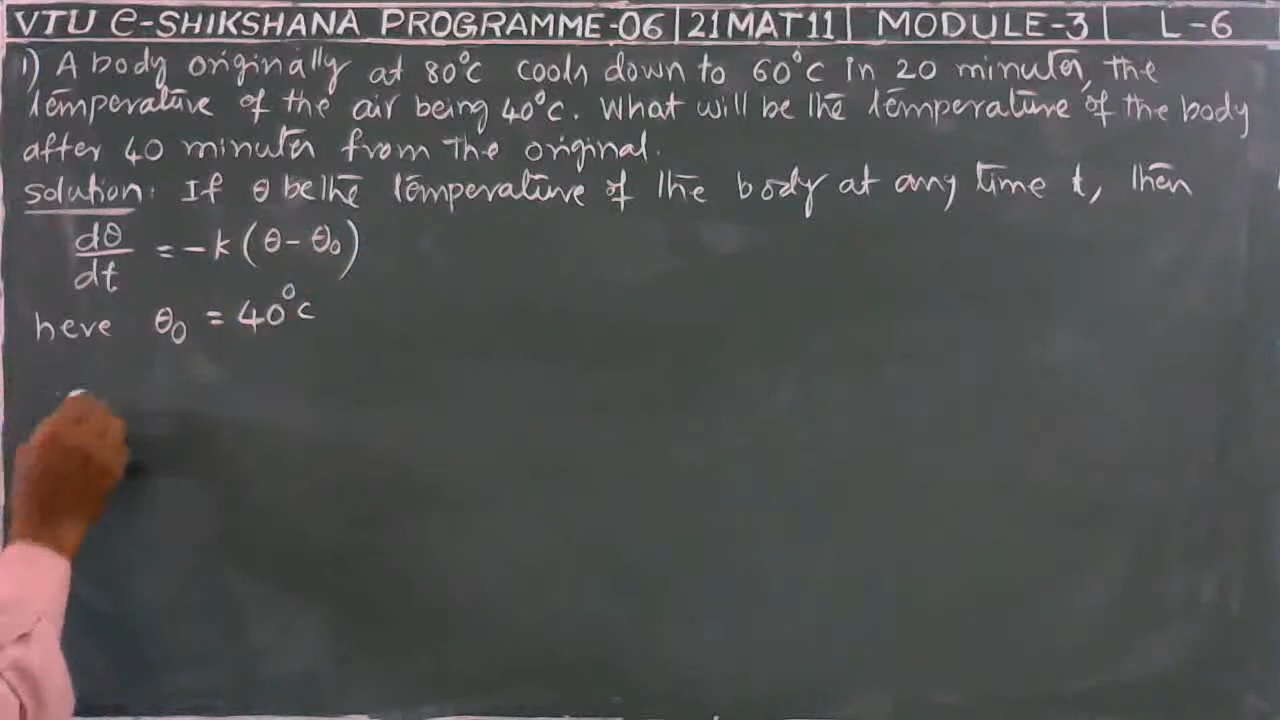 VTU e-SHIKSHANA PROGRAMME-06 | 21MAT11 | MODULE-3 | L-6
1) A body originally at 80°C cools down to 60°C in 20 minutes, the
temperature of the air being 40°C. What will be the temperature of the body
after 40 minutes from the original.
Solution: If θ be the temperature of the body at any time t, then
dθ/dt = -k(θ-θ₀)
here θ₀ = 40°C